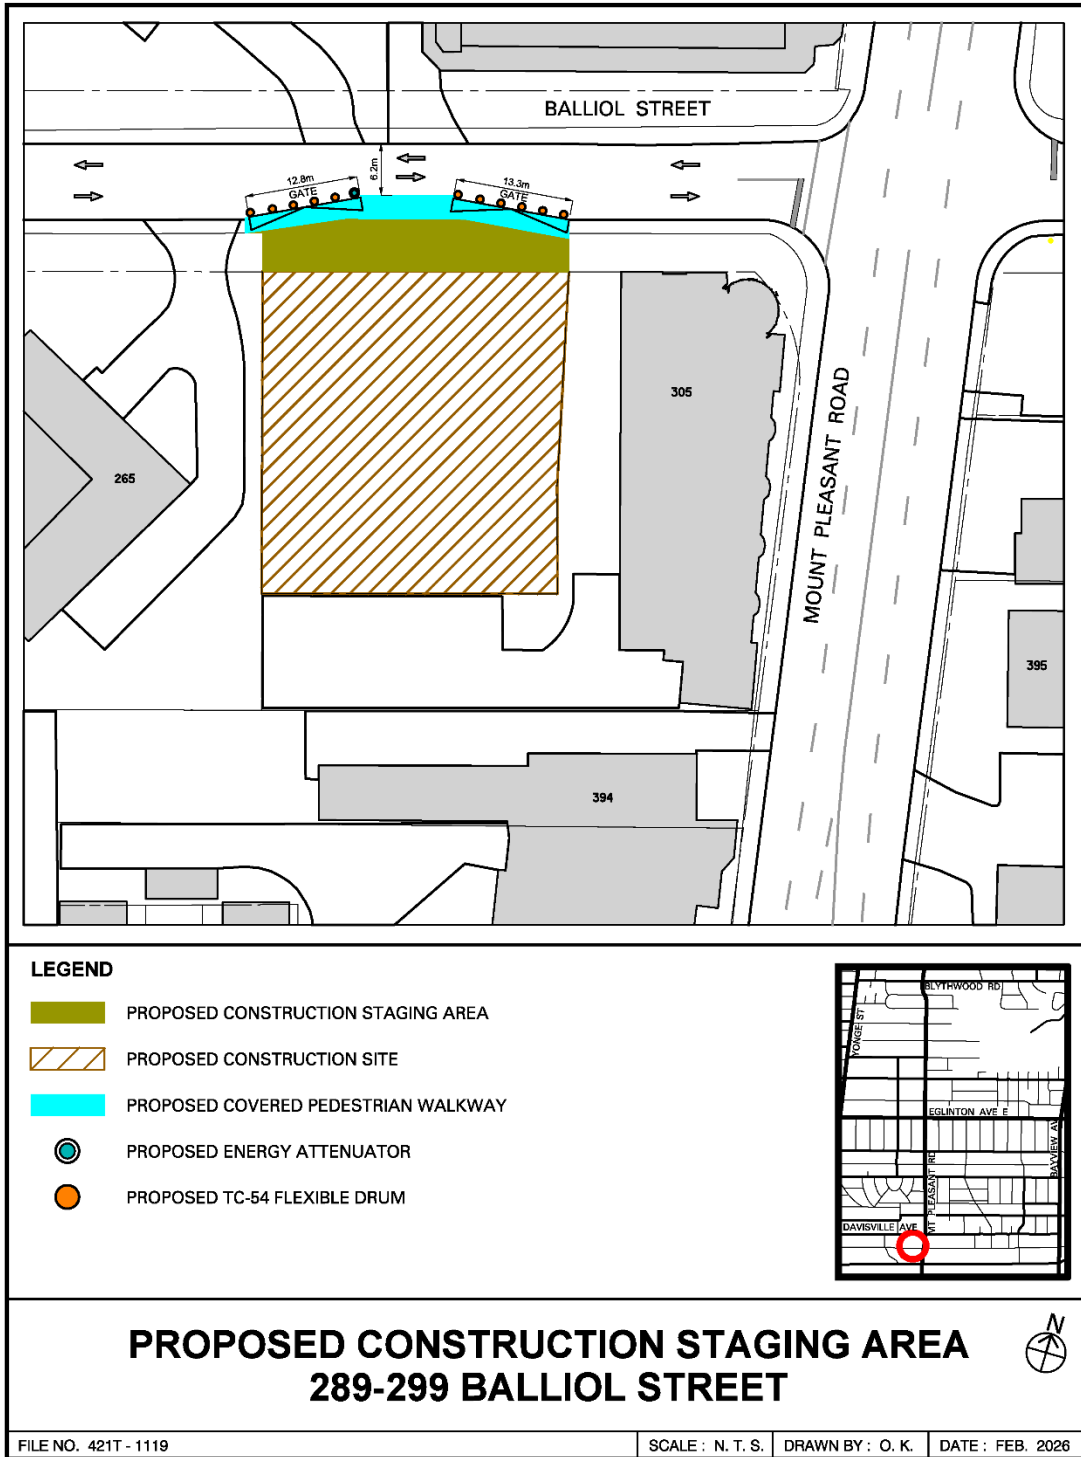 BALLIOL STREET
6.2m
12.8m
GATE
13.3m
GATE
305
265
MOUNT PLEASANT ROAD
395
394
LEGEND
PROPOSED CONSTRUCTION STAGING AREA
PROPOSED CONSTRUCTION SITE
PROPOSED COVERED PEDESTRIAN WALKWAY
PROPOSED ENERGY ATTENUATOR
PROPOSED TC-54 FLEXIBLE DRUM
BLYTHWOOD RD
YONGE ST
EGLINTON AVE E
BAYVIEW AV
MT PLEASANT RD
DAVISVILLE AVE
PROPOSED CONSTRUCTION STAGING AREA
289-299 BALLIOL STREET
N
FILE NO. 421T - 1119
SCALE : N. T. S.
DRAWN BY : O. K.
DATE : FEB. 2026